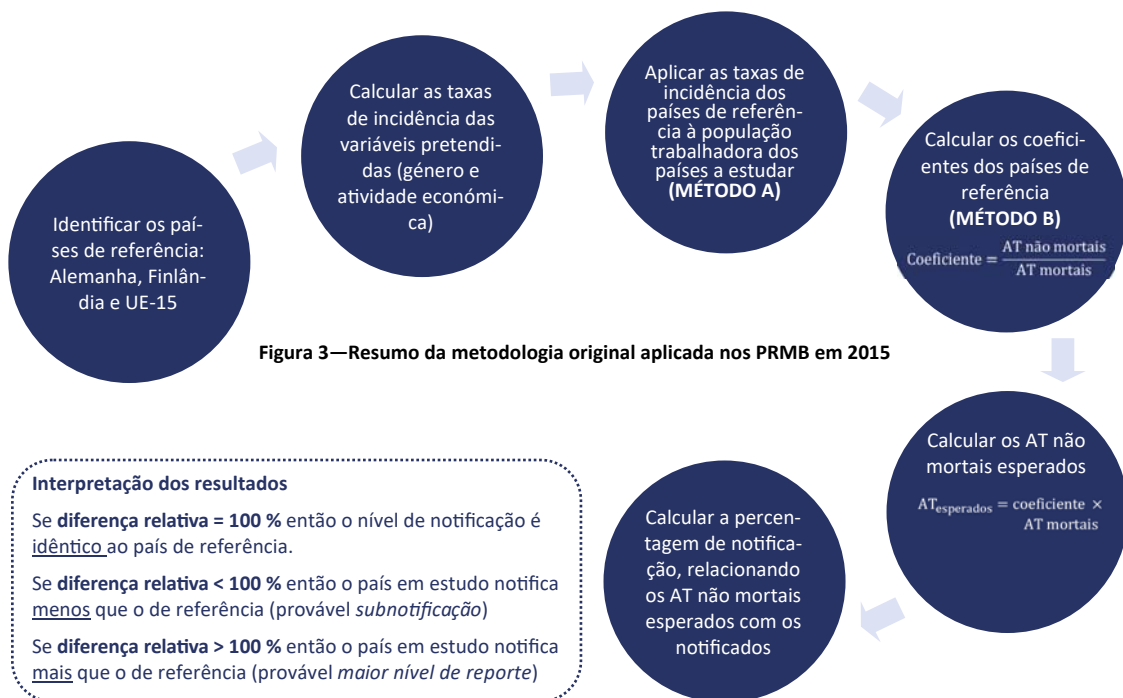 Identificar os paí-
ses de referência:
Alemanha, Finlân-
dia e UE-15
Calcular as taxas
de incidência das
variáveis pretendi-
das (género e
atividade económi-
ca)
Aplicar as taxas de
incidência dos
países de referên-
cia à população
trabalhadora dos
países a estudar
(MÉTODO A)
Calcular os coefici-
entes dos países de
referência
(MÉTODO B)
Coeficiente = AT não mortais / AT mortais
Figura 3—Resumo da metodologia original aplicada nos PRMB em 2015
Calcular os AT não
mortais esperados
ATesperados = coeficiente ×
AT mortais
Calcular a percen-
tagem de notifica-
ção, relacionando
os AT não mortais
esperados com os
notificados
Interpretação dos resultados
Se diferença relativa = 100 % então o nível de notificação é
idêntico ao país de referência.
Se diferença relativa < 100 % então o país em estudo notifica
menos que o de referência (provável subnotificação)
Se diferença relativa > 100 % então o país em estudo notifica
mais que o de referência (provável maior nível de reporte)